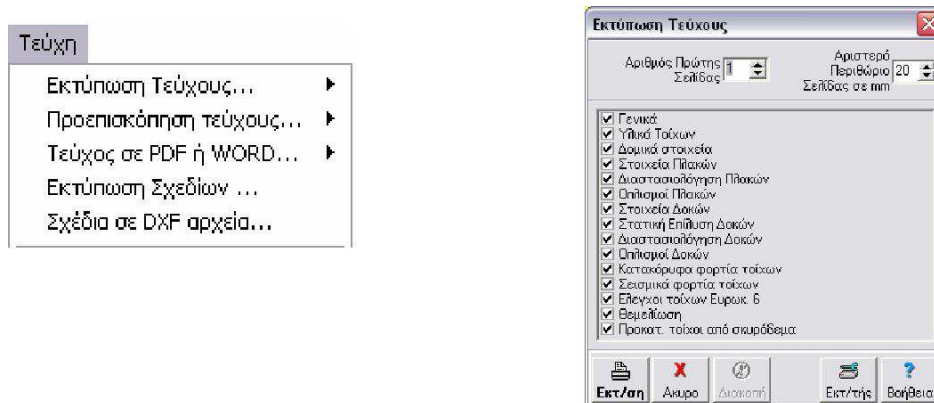 Τεύχη
Εκτύπωση Τεύχους...
Προεπισκόπηση τεύχους...
Τεύχος σε PDF ή WORD...
Εκτύπωση Σχεδίων ...
Σχέδια σε DXF αρχεία...
Εκτύπωση Τεύχους
Αριθμός Πρώτης Σελίδας 1
Αριστερό Περιθώριο Σελίδας σε mm 20
Γενικά
Υλικά Τοίχων
Δομικά στοιχεία
Στοιχεία Πλακών
Διαστασιολόγηση Πλακών
Οπλισμοί Πλακών
Στοιχεία Δοκών
Στατική Επίλυση Δοκών
Διαστασιολόγηση Δοκών
Οπλισμοί Δοκών
Κατακόρυφα φορτία τοίχων
Σεισμικά φορτία τοίχων
Ελεγχοι τοίχων Ευρωκ. 6
Θεμελίωση
Προκατ. τοίχοι από σκυρόδεμα
Εκτ/ση Ακυρο Διακοπή Εκτ/τής Βοήθεια